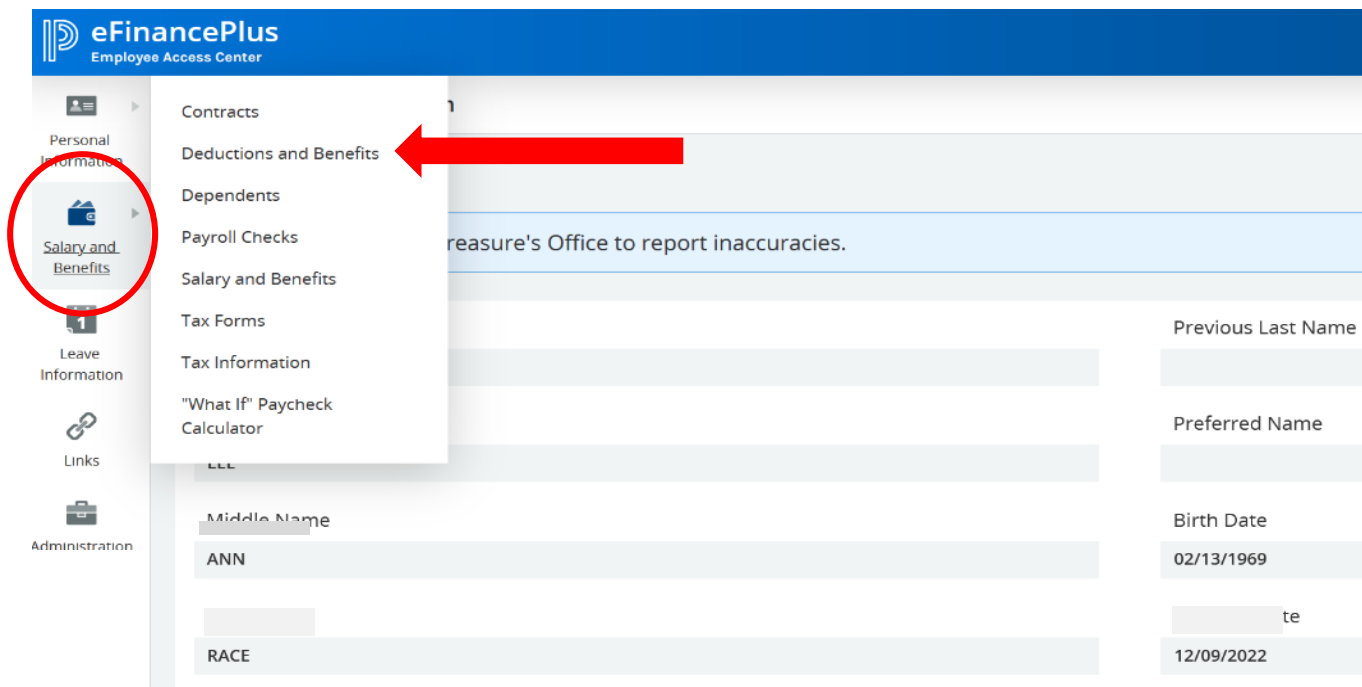 eFinancePlus
Employee Access Center
Personal
Information
Salary and
Benefits
Leave
Information
Links
Administration
Contracts
Deductions and Benefits
Dependents
Payroll Checks
Salary and Benefits
Tax Forms
Tax Information
"What If" Paycheck
Calculator
n
reasure's Office to report inaccuracies.
Previous Last Name
Preferred Name
LEE
Middle Name
Birth Date
ANN
02/13/1969
te
RACE
12/09/2022
1